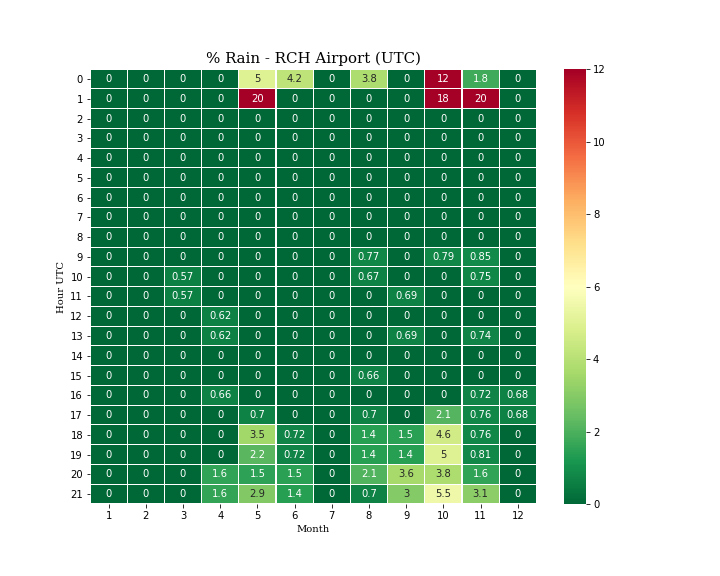 % Rain - RCH Airport (UTC)
0 0 0 0 0 5 4.2 0 3.8 0 12 1.8 0
1 0 0 0 0 20 0 0 0 0 18 20 0
2 0 0 0 0 0 0 0 0 0 0 0 0
3 0 0 0 0 0 0 0 0 0 0 0 0
4 0 0 0 0 0 0 0 0 0 0 0 0
5 0 0 0 0 0 0 0 0 0 0 0 0
6 0 0 0 0 0 0 0 0 0 0 0 0
7 0 0 0 0 0 0 0 0 0 0 0 0
8 0 0 0 0 0 0 0 0 0 0 0 0
9 0 0 0 0 0 0 0 0.77 0 0.79 0.85 0
10 0 0 0.57 0 0 0 0 0.67 0 0 0.75 0
11 0 0 0.57 0 0 0 0 0 0.69 0 0 0
12 0 0 0 0.62 0 0 0 0 0 0 0 0
13 0 0 0 0.62 0 0 0 0 0.69 0 0.74 0
14 0 0 0 0 0 0 0 0 0 0 0 0
15 0 0 0 0 0 0 0 0.66 0 0 0 0
16 0 0 0 0.66 0 0 0 0 0 0 0.72 0.68
17 0 0 0 0 0.7 0 0 0.7 0 2.1 0.76 0.68
18 0 0 0 0 3.5 0.72 0 1.4 1.5 4.6 0.76 0
19 0 0 0 0 2.2 0.72 0 1.4 1.4 5 0.81 0
20 0 0 0 1.6 1.5 1.5 0 2.1 3.6 3.8 1.6 0
21 0 0 0 1.6 2.9 1.4 0 0.7 3 5.5 3.1 0
1 2 3 4 5 6 7 8 9 10 11 12
Month
Hour UTC
12
10
8
6
4
2
0